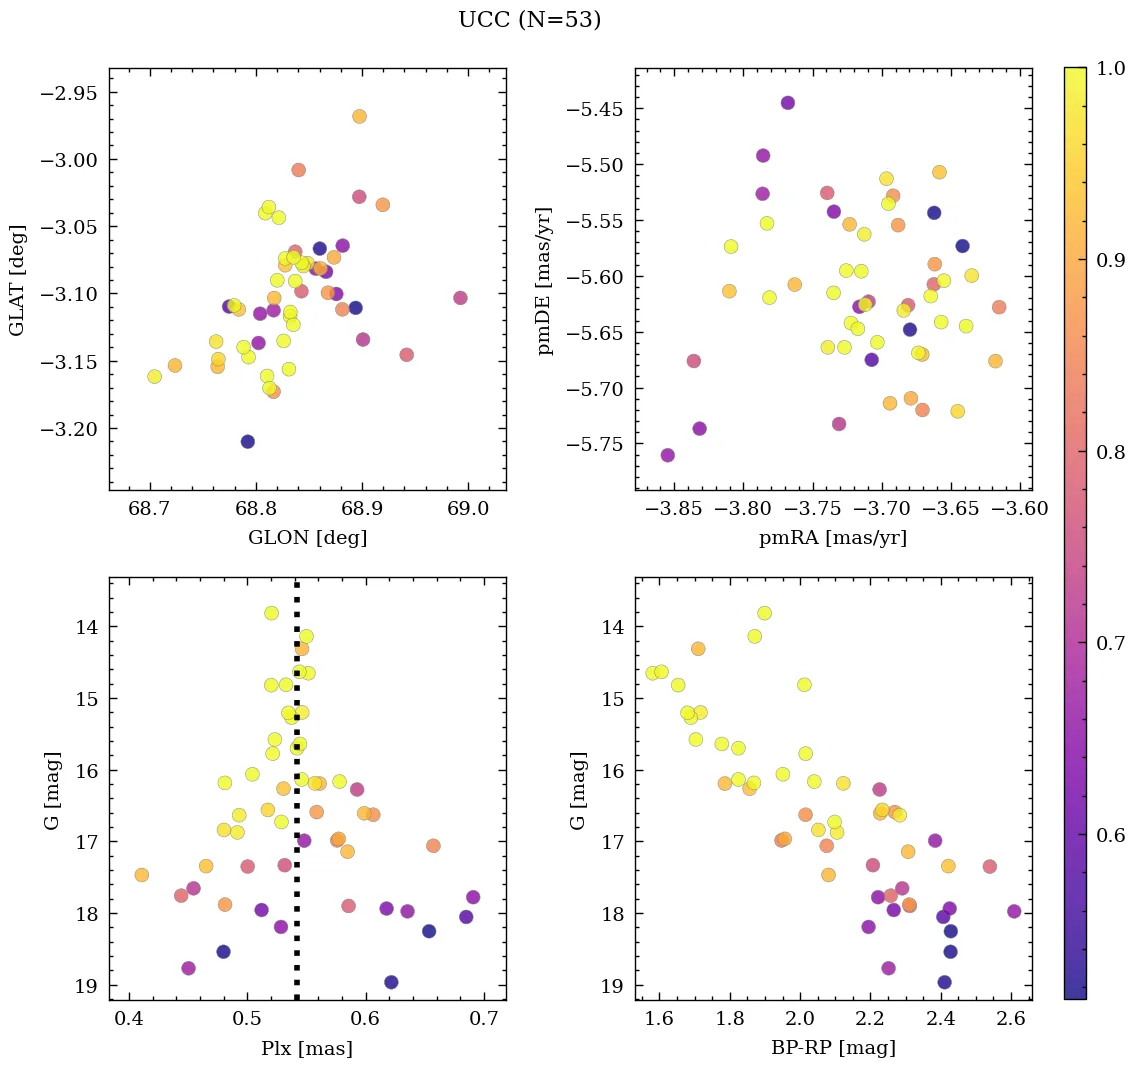 UCC (N=53)
−2.95
−3.00
−3.05
−3.10
−3.15
−3.20
GLAT [deg]
68.7 68.8 68.9 69.0
GLON [deg]
−5.45
−5.50
−5.55
−5.60
−5.65
−5.70
−5.75
pmDE [mas/yr]
−3.85 −3.80 −3.75 −3.70 −3.65 −3.60
pmRA [mas/yr]
1.0
0.9
0.8
0.7
0.6
14
15
16
17
18
19
G [mag]
0.4 0.5 0.6 0.7
Plx [mas]
14
15
16
17
18
19
G [mag]
1.6 1.8 2.0 2.2 2.4 2.6
BP-RP [mag]